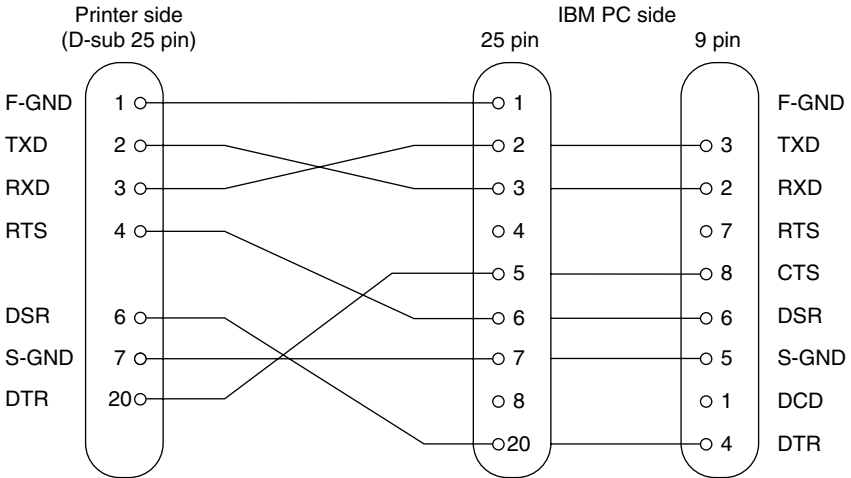 Printer side
(D-sub 25 pin)
IBM PC side
25 pin
9 pin
F-GND 1 1 F-GND
TXD 2 2 3 TXD
RXD 3 3 2 RXD
RTS 4 4 7 RTS
5 8 CTS
DSR 6 6 6 DSR
S-GND 7 7 5 S-GND
DTR 20 8 1 DCD
20 4 DTR